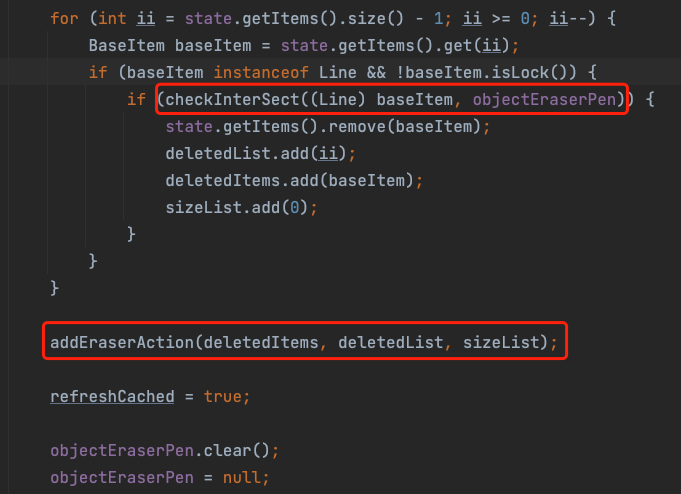 for (int ii = state.getItems().size() - 1; ii >= 0; ii--) {
BaseItem baseItem = state.getItems().get(ii);
if (baseItem instanceof Line && !baseItem.isLock()) {
if (checkInterSect((Line) baseItem, objectEraserPen)) {
state.getItems().remove(baseItem);
deletedList.add(ii);
deletedItems.add(baseItem);
sizeList.add(0);
}
}
}
addEraserAction(deletedItems, deletedList, sizeList);
refreshCached = true;
objectEraserPen.clear();
objectEraserPen = null;